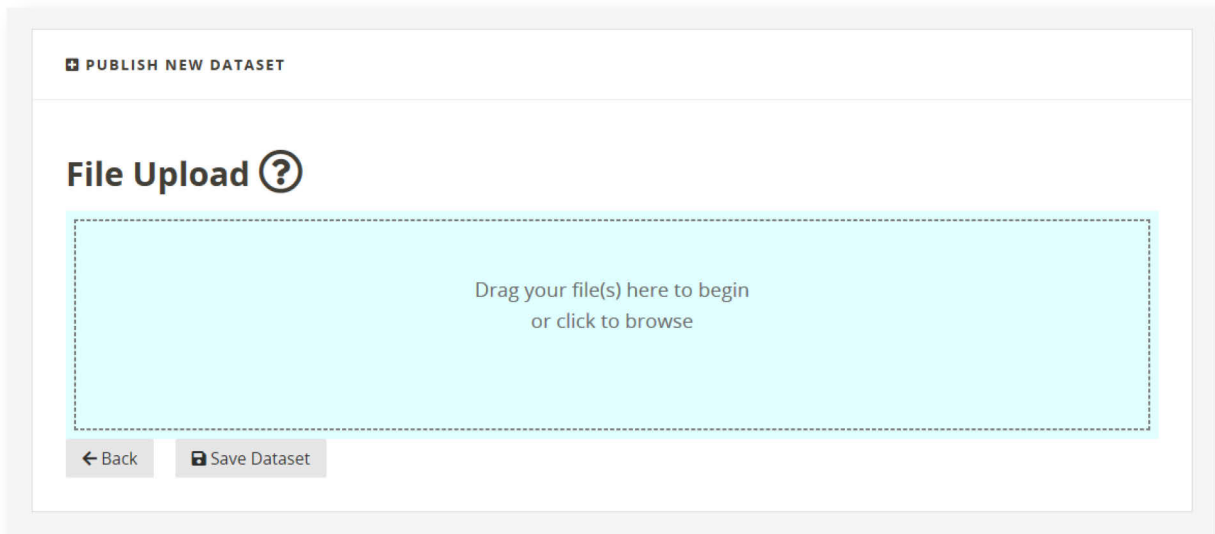 PUBLISH NEW DATASET
File Upload ?
Drag your file(s) here to begin
or click to browse
Back
Save Dataset